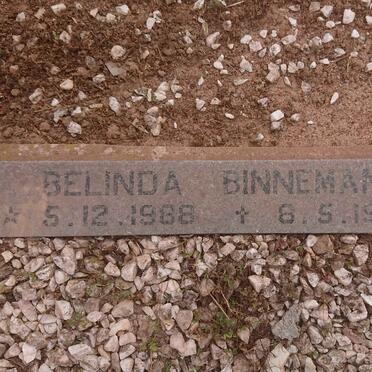 BELINDA BINNEMAN
☆ 5.12.1988 ✝ 6.5.19